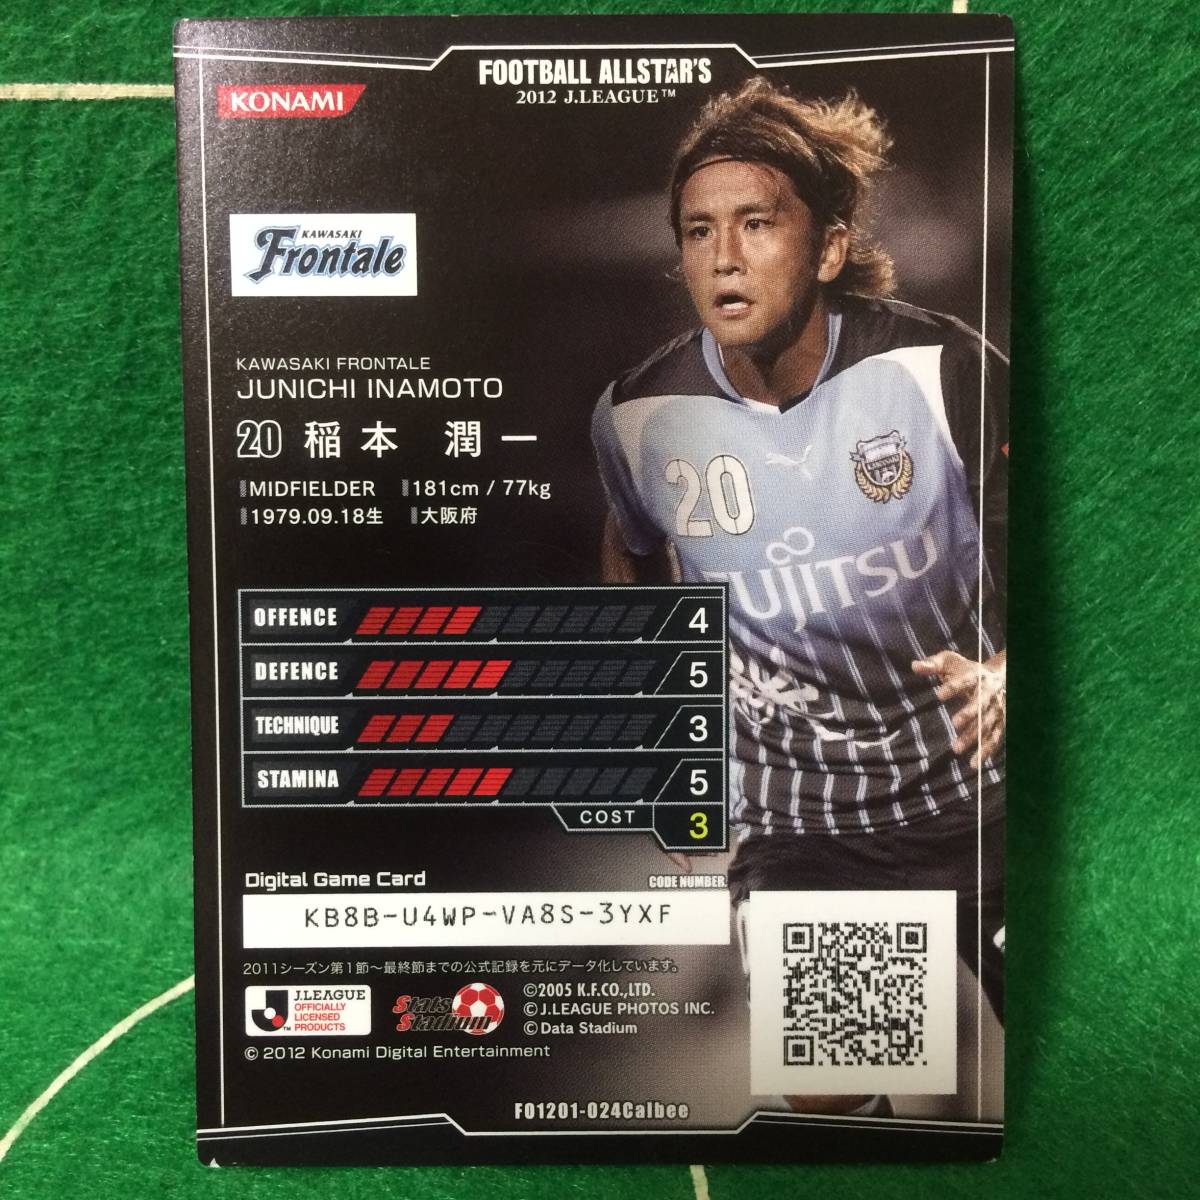 FOOTBALL ALLSTAR'S
2012 J.LEAGUE™
KONAMI
KAWASAKI
Frontale
KAWASAKI FRONTALE
JUNICHI INAMOTO
20 稲本 潤一
MIDFIELDER 181cm / 77kg
1979.09.18生 大阪府
20
FUJITSU
OFFENCE 4
DEFENCE 5
TECHNIQUE 3
STAMINA 5
COST 3
Digital Game Card CODE NUMBER.
KB8B-U4WP-VA8S-3YXF
2011シーズン第1節〜最終節までの公式記録を元にデータ化しています。
J.LEAGUE
OFFICIALLY
LICENSED
PRODUCTS
Stats
Stadium
©2005 K.F.CO.,LTD.
©J.LEAGUE PHOTOS INC.
©Data Stadium
© 2012 Konami Digital Entertainment
FO1201-024Calbee